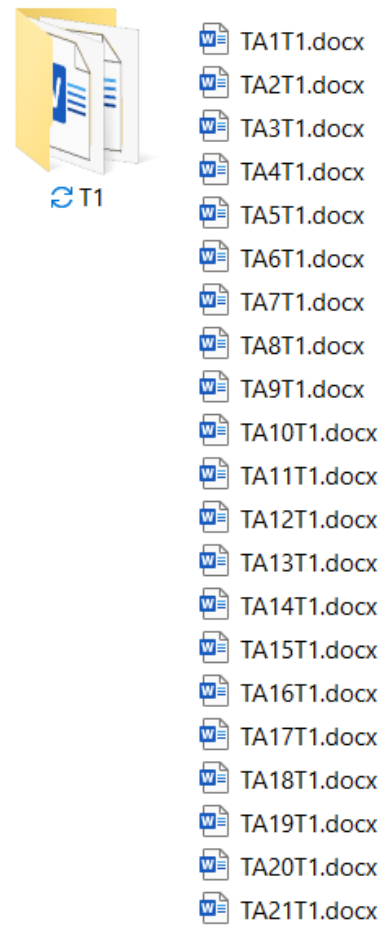 T1
TA1T1.docx
TA2T1.docx
TA3T1.docx
TA4T1.docx
TA5T1.docx
TA6T1.docx
TA7T1.docx
TA8T1.docx
TA9T1.docx
TA10T1.docx
TA11T1.docx
TA12T1.docx
TA13T1.docx
TA14T1.docx
TA15T1.docx
TA16T1.docx
TA17T1.docx
TA18T1.docx
TA19T1.docx
TA20T1.docx
TA21T1.docx